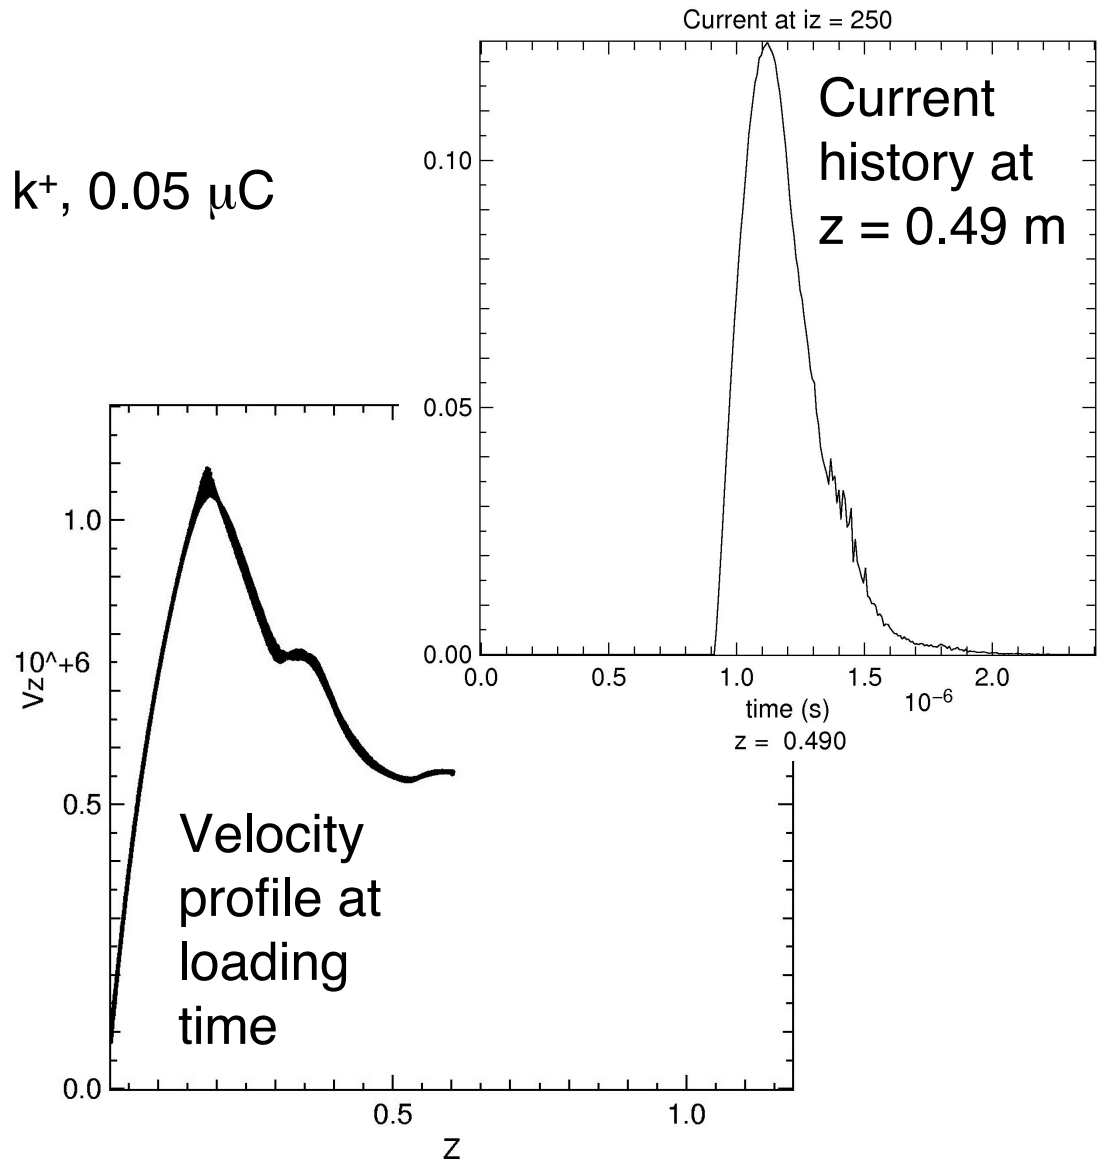 Current at iz = 250
Current
history at
z = 0.49 m
k⁺, 0.05 μC
0.10
0.05
0.00
0.0 0.5 1.0 1.5 2.0
10⁻⁶
time (s)
z = 0.490
1.0
10^+6
Vz
0.5
0.0
Velocity
profile at
loading
time
0.5 1.0
Z